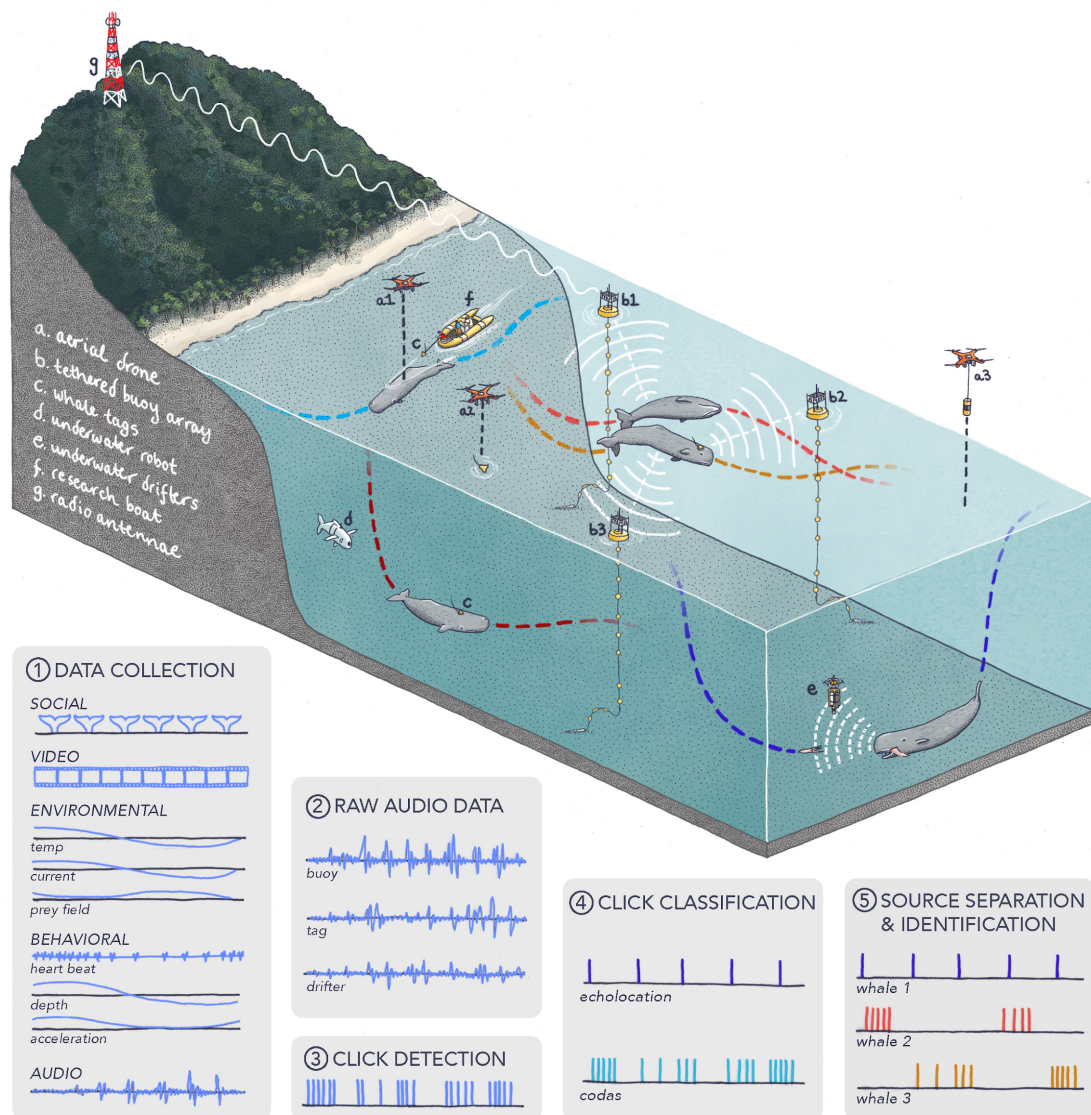 g
a1
f
c
b1
a2
a3
b2
b3
d
c
e
a. aerial drone
b. tethered buoy array
c. whale tags
d. underwater robot
e. underwater drifters
f. research boat
g. radio antennae
1 DATA COLLECTION
SOCIAL
VIDEO
ENVIRONMENTAL
temp
current
prey field
BEHAVIORAL
heart beat
depth
acceleration
AUDIO
2 RAW AUDIO DATA
buoy
tag
drifter
3 CLICK DETECTION
4 CLICK CLASSIFICATION
echolocation
codas
5 SOURCE SEPARATION
& IDENTIFICATION
whale 1
whale 2
whale 3